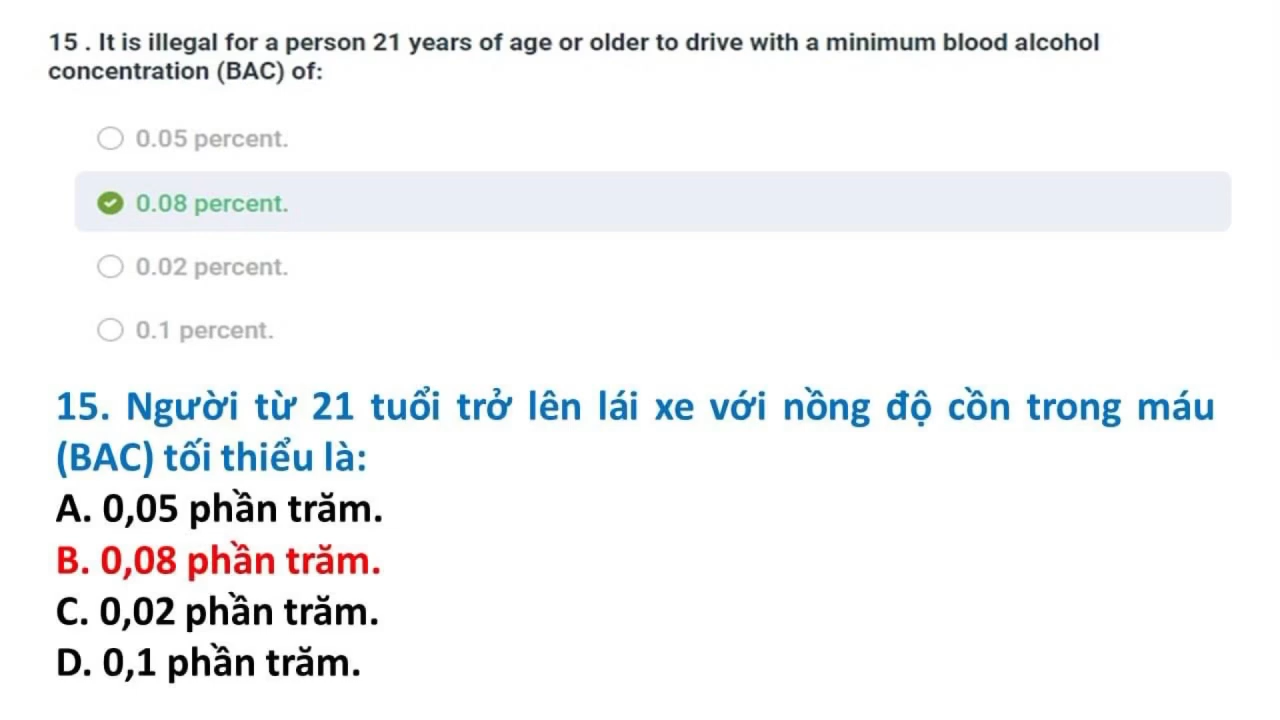 15 . It is illegal for a person 21 years of age or older to drive with a minimum blood alcohol
concentration (BAC) of:
0.05 percent.
0.08 percent.
0.02 percent.
0.1 percent.
15. Người từ 21 tuổi trở lên lái xe với nồng độ cồn trong máu
(BAC) tối thiểu là:
A. 0,05 phần trăm.
B. 0,08 phần trăm.
C. 0,02 phần trăm.
D. 0,1 phần trăm.